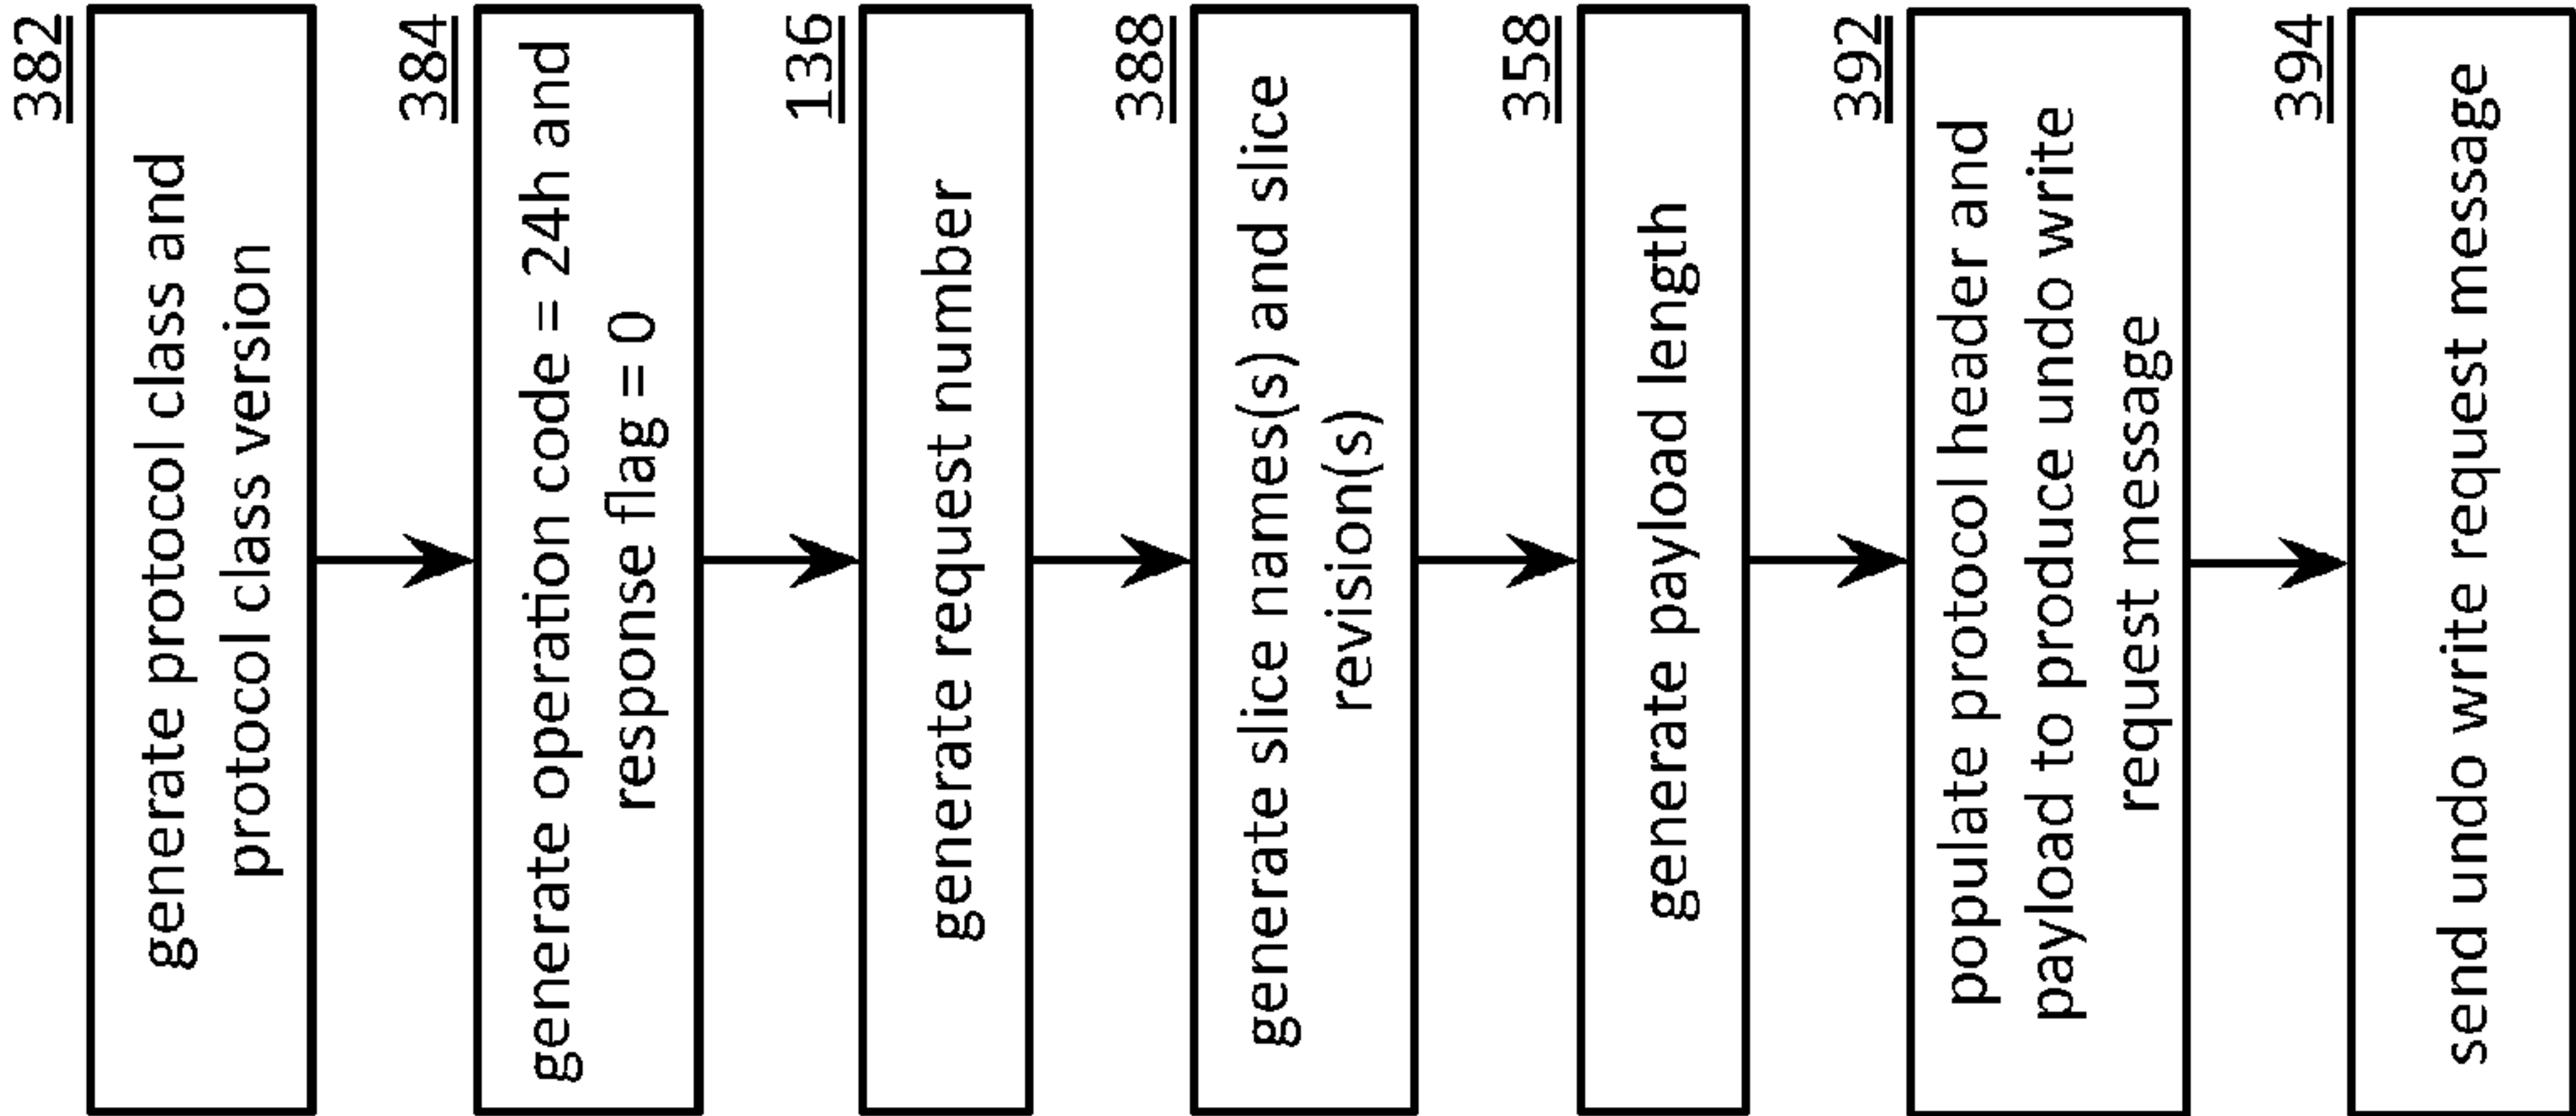 382
generate protocol class and
protocol class version
384
generate operation code = 24h and
response flag = 0
136
generate request number
388
generate slice names(s) and slice
revision(s)
358
generate payload length
392
populate protocol header and
payload to produce undo write
request message
394
send undo write request message